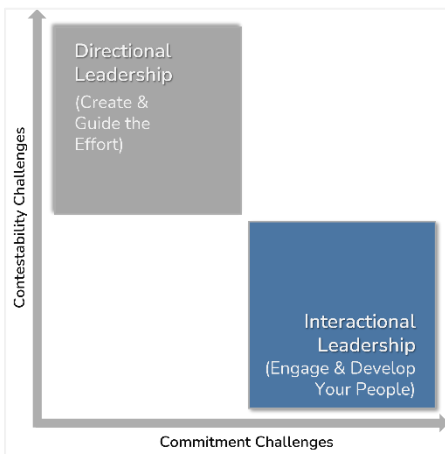 Directional
Leadership
(Create &
Guide the
Effort)
Contestability Challenges
Interactional
Leadership
(Engage & Develop
Your People)
Commitment Challenges